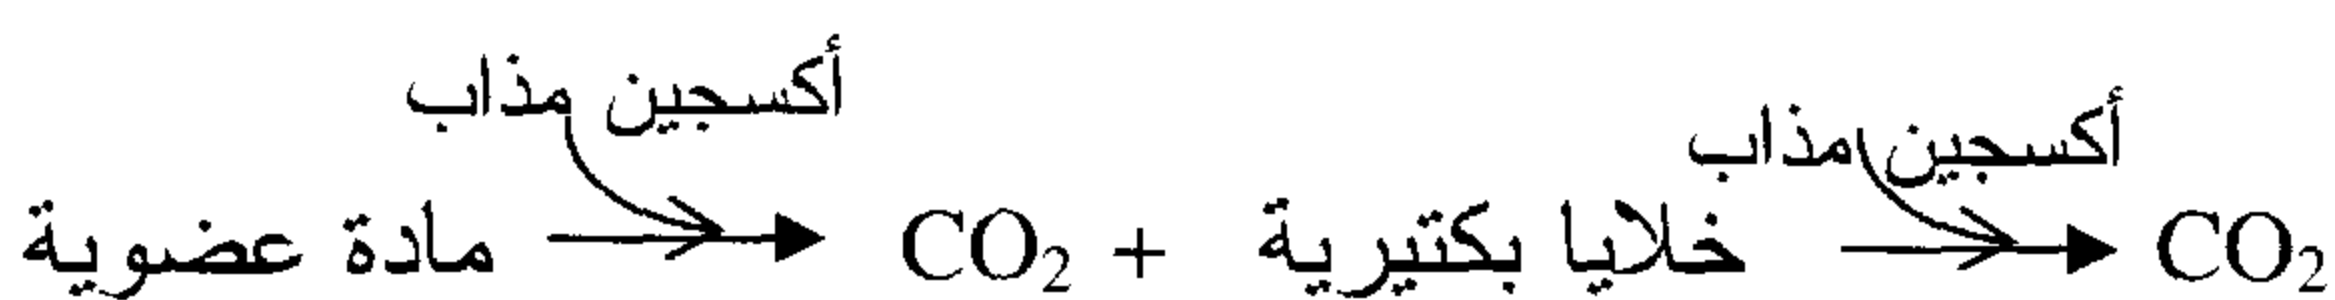 أكسجين مذاب
أكسجين مذاب
مادة عضوية → CO₂ + خلايا بكتيرية → CO₂